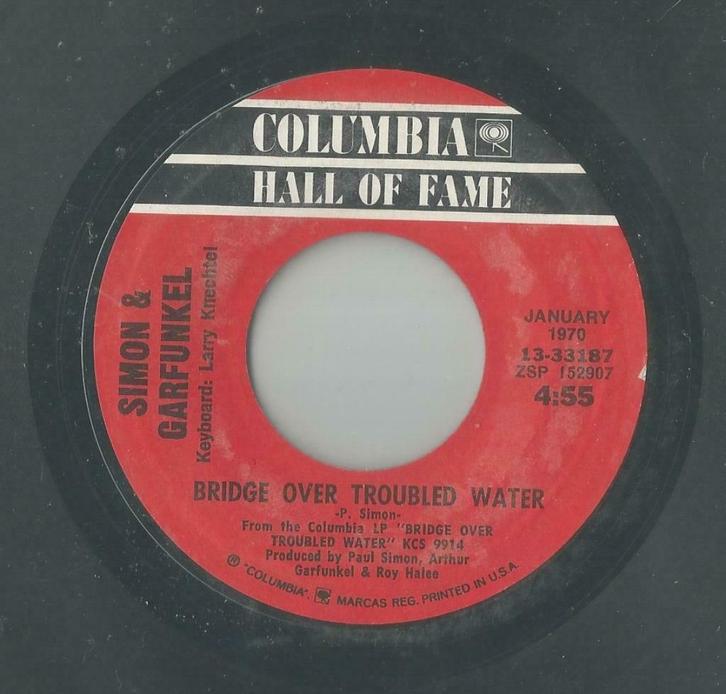 COLUMBIA
HALL OF FAME
SIMON &
GARFUNKEL
Keyboard: Larry Knechtel
JANUARY
1970
13-33187
ZSP 152907
4:55
BRIDGE OVER TROUBLED WATER
-P. Simon-
From the Columbia LP "BRIDGE OVER
TROUBLED WATER" KCS 9914
Produced by Paul Simon, Arthur
Garfunkel & Roy Halee
® "COLUMBIA", MARCAS REG. PRINTED IN U.S.A.